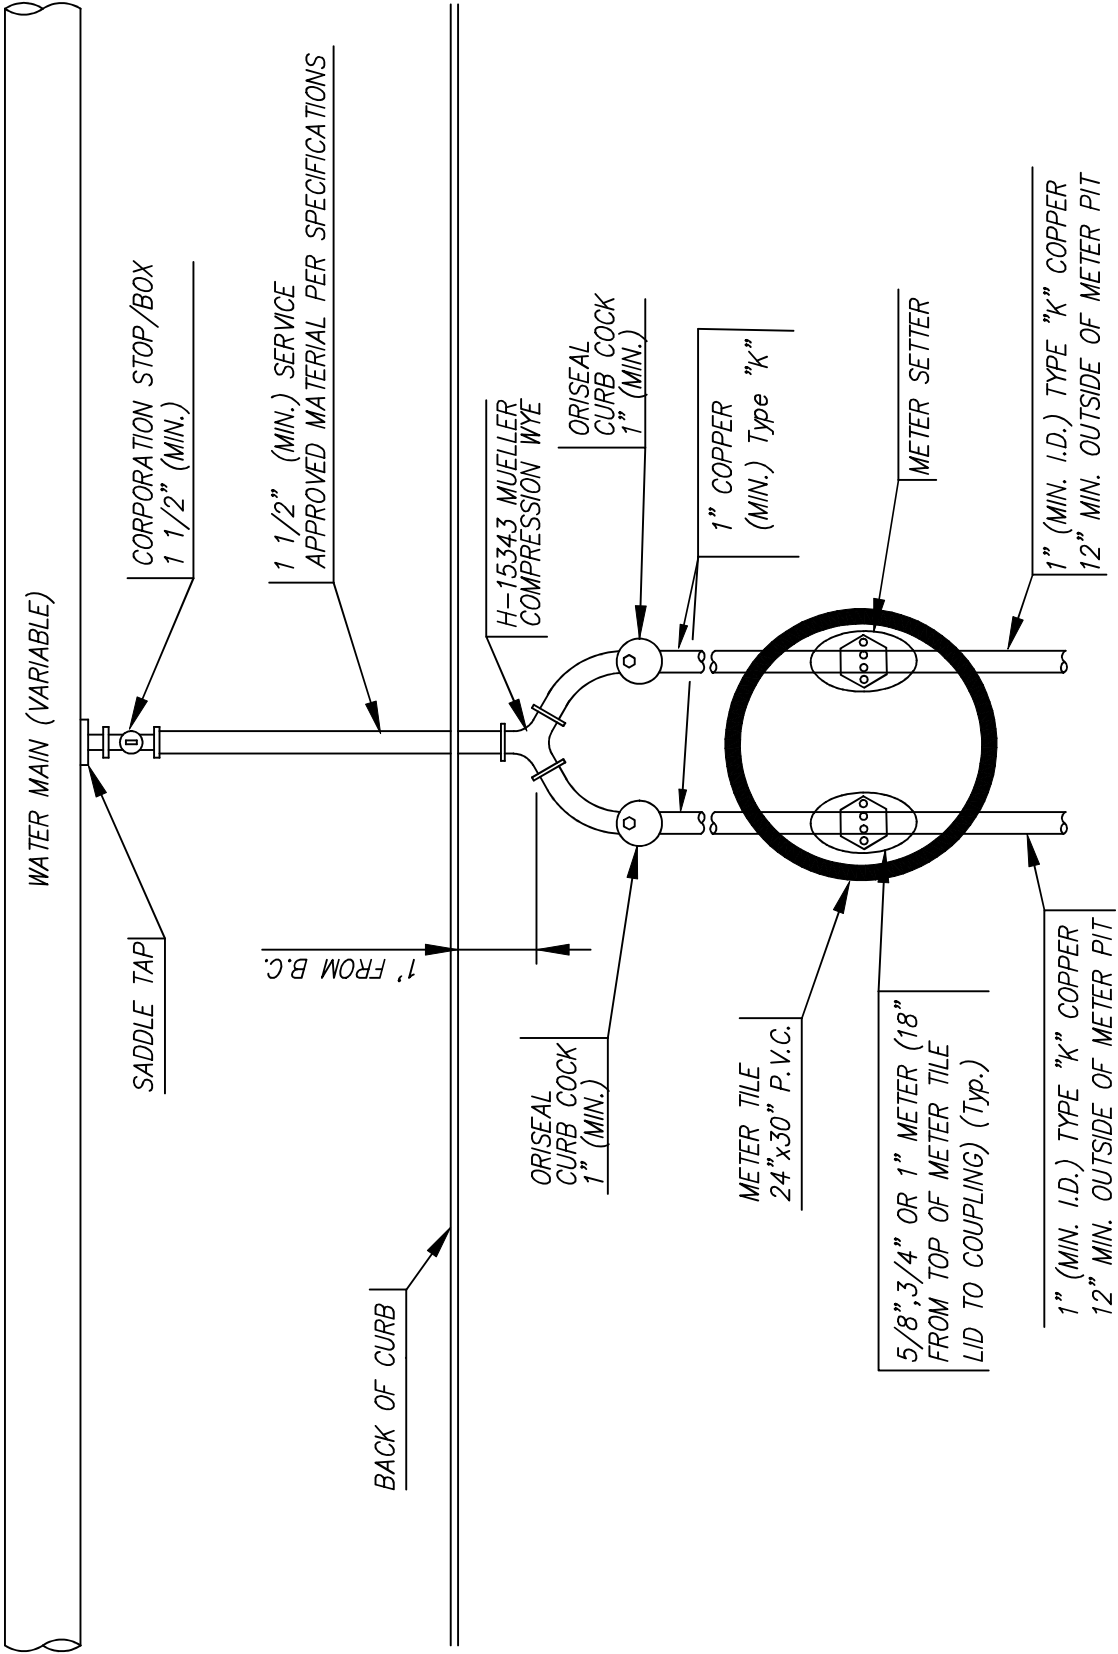 WATER MAIN (VARIABLE)
SADDLE TAP
CORPORATION STOP/BOX
1 1/2" (MIN.)
1 1/2" (MIN.) SERVICE
APPROVED MATERIAL PER SPECIFICATIONS
1' FROM B.C.
BACK OF CURB
H-15343 MUELLER
COMPRESSION WYE
ORISEAL
CURB COCK
1" (MIN.)
ORISEAL
CURB COCK
1" (MIN.)
1" COPPER
(MIN.) Type "K"
METER TILE
24"x30" P.V.C.
METER SETTER
5/8",3/4" OR 1" METER (18"
FROM TOP OF METER TILE
LID TO COUPLING) (Typ.)
1" (MIN. I.D.) TYPE "K" COPPER
12" MIN. OUTSIDE OF METER PIT
1" (MIN. I.D.) TYPE "K" COPPER
12" MIN. OUTSIDE OF METER PIT